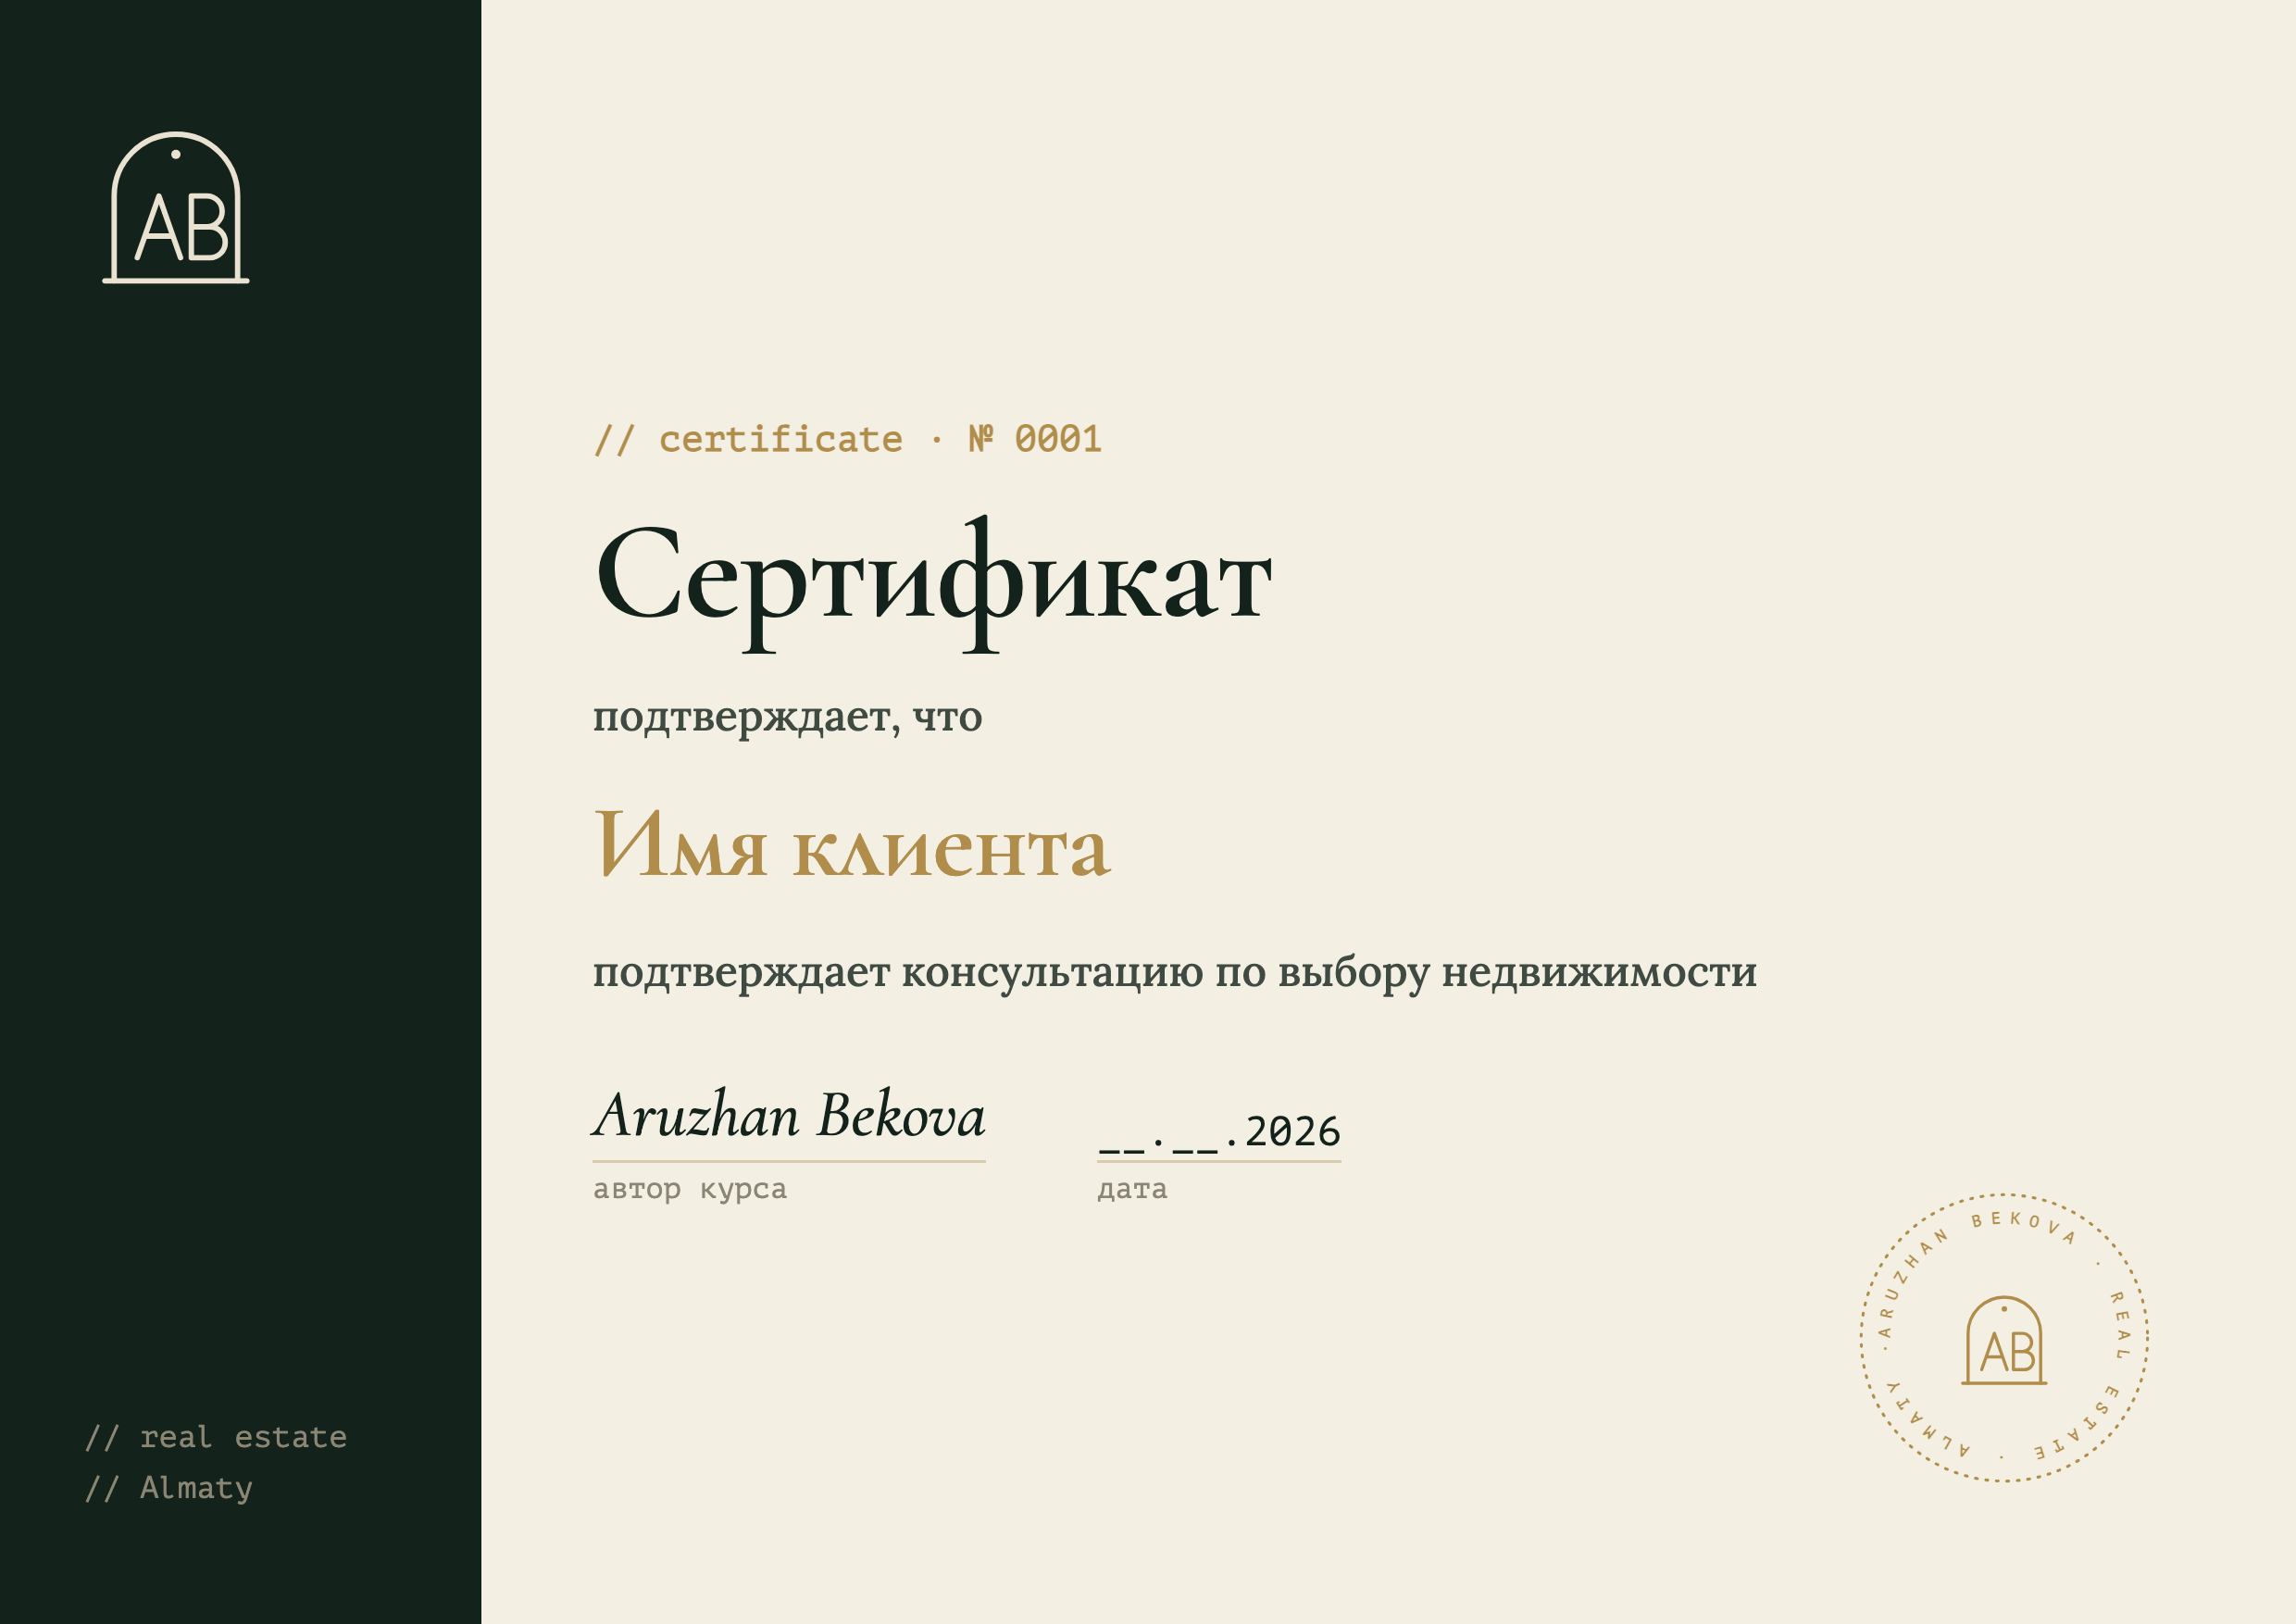 AB
// certificate · № 0001
Сертификат
подтверждает, что
Имя клиента
подтверждает консультацию по выбору недвижимости
Aruzhan Bekova
__.__.2026
автор курса
дата
ARUZHAN BEKOVA · REAL ESTATE · ALMATY ·
AB
// real estate
// Almaty